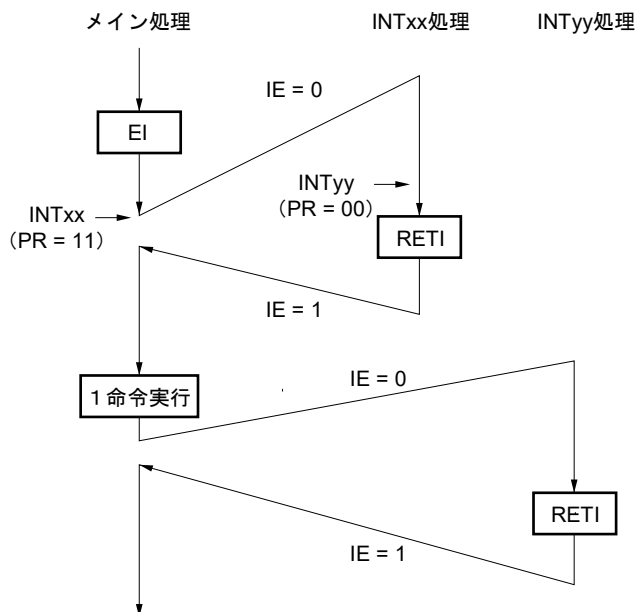 メイン処理 INTxx処理 INTyy処理
IE = 0
EI
INTyy
(PR = 00)
INTxx
(PR = 11)
RETI
IE = 1
IE = 0
1命令実行
RETI
IE = 1